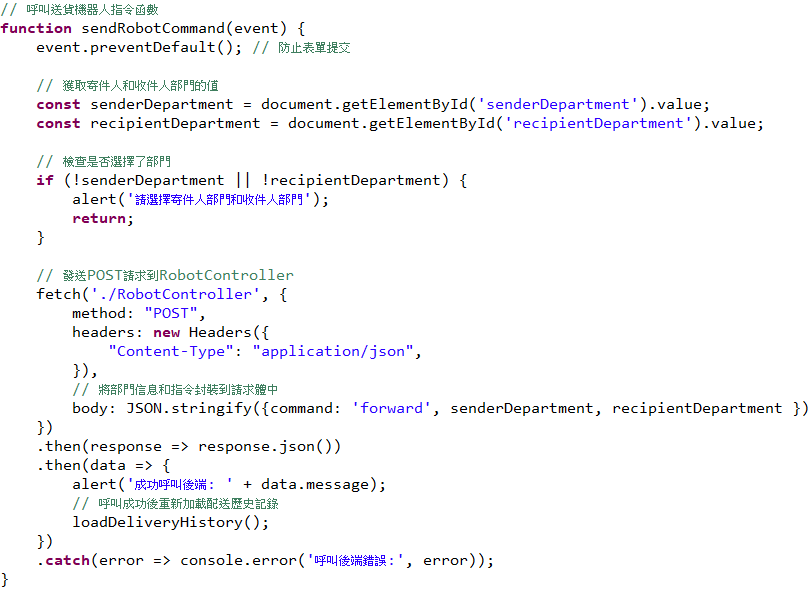 // 呼叫送貨機器人指令函數
function sendRobotCommand(event) {
    event.preventDefault(); // 防止表單提交

    // 獲取寄件人和收件人部門的值
    const senderDepartment = document.getElementById('senderDepartment').value;
    const recipientDepartment = document.getElementById('recipientDepartment').value;

    // 檢查是否選擇了部門
    if (!senderDepartment || !recipientDepartment) {
        alert('請選擇寄件人部門和收件人部門');
        return;
    }

    // 發送POST請求到RobotController
    fetch('./RobotController', {
        method: "POST",
        headers: new Headers({
            "Content-Type": "application/json",
        }),
        // 將部門信息和指令封裝到請求體中
        body: JSON.stringify({command: 'forward', senderDepartment, recipientDepartment })
    })
    .then(response => response.json())
    .then(data => {
        alert('成功呼叫後端: ' + data.message);
        // 呼叫成功後重新加載配送歷史記錄
        loadDeliveryHistory();
    })
    .catch(error => console.error('呼叫後端錯誤:', error));
}